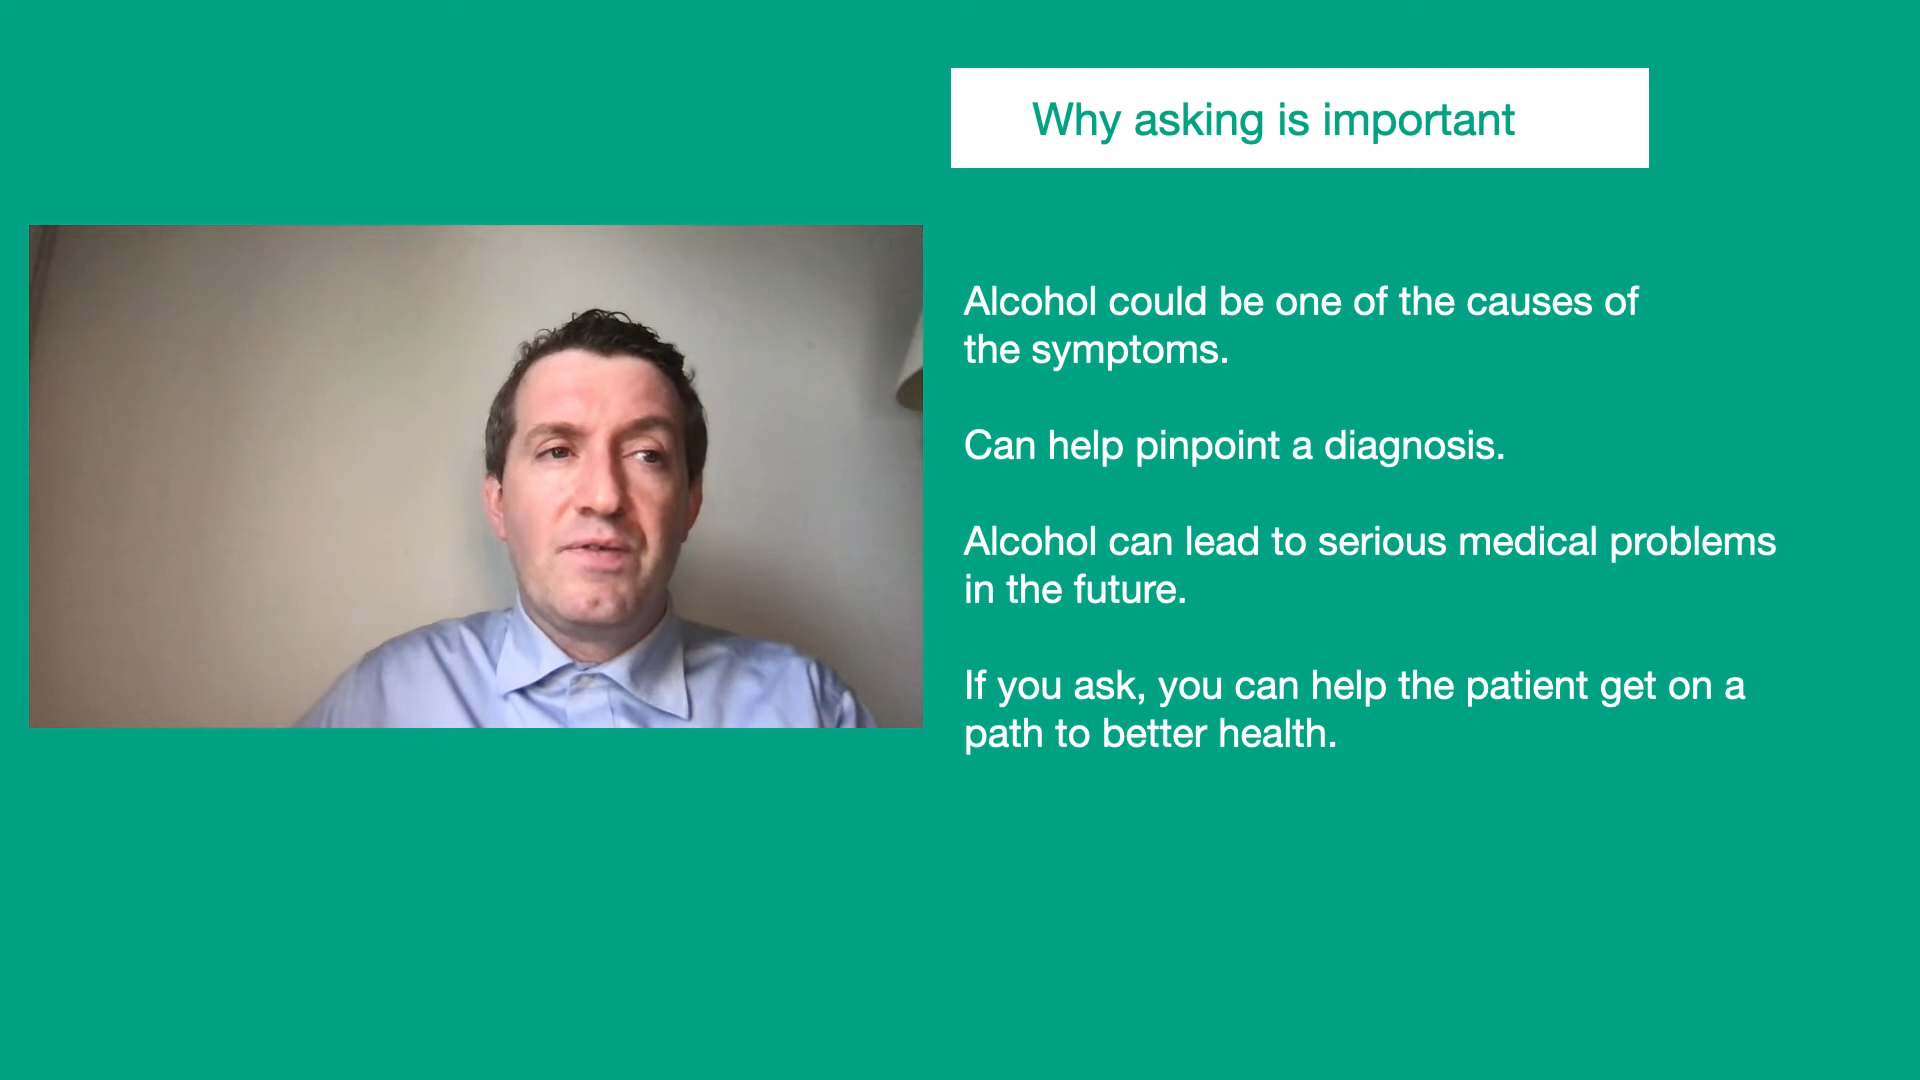 Why asking is important
Alcohol could be one of the causes of
the symptoms.
Can help pinpoint a diagnosis.
Alcohol can lead to serious medical problems
in the future.
If you ask, you can help the patient get on a
path to better health.